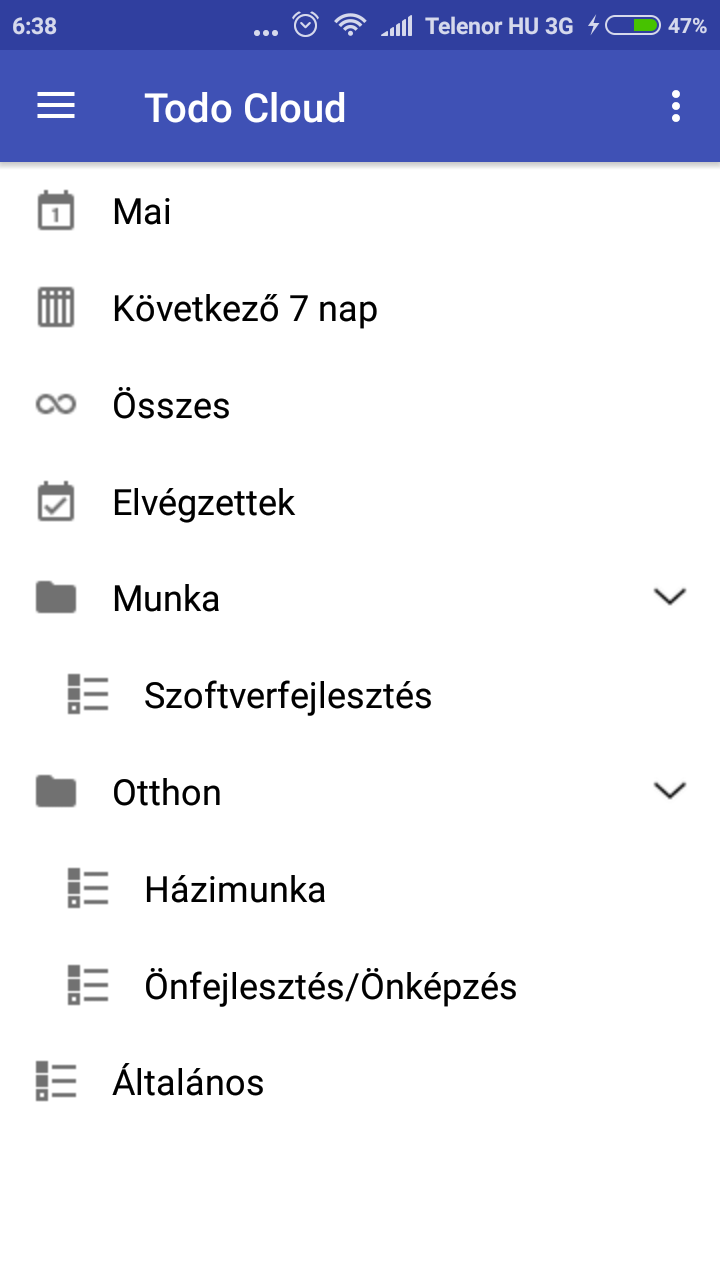 6:38 ... Telenor HU 3G 47%
Todo Cloud
1 Mai
Következő 7 nap
Összes
Elvégzettek
Munka
Szoftverfejlesztés
Otthon
Házimunka
Önfejlesztés/Önképzés
Általános